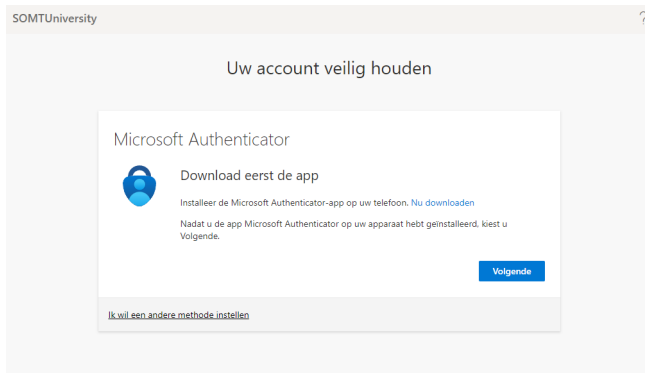 SOMTUniversity
?
Uw account veilig houden
Microsoft Authenticator
Download eerst de app
Installeer de Microsoft Authenticator-app op uw telefoon. Nu downloaden
Nadat u de app Microsoft Authenticator op uw apparaat hebt geïnstalleerd, kiest u
Volgende.
Volgende
Ik wil een andere methode instellen